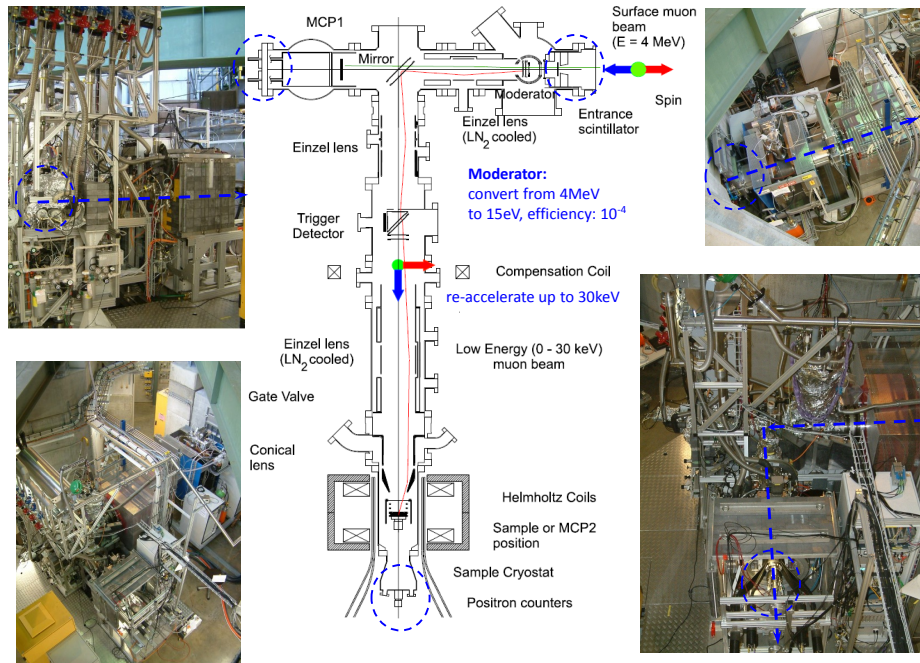 MCP1
Surface muon
beam
(E = 4 MeV)
Mirror
Moderator
Spin
Einzel lens
(LN2 cooled)
Entrance
scintillator
Einzel lens
Moderator:
convert from 4MeV
to 15eV, efficiency: 10-4
Trigger
Detector
Compensation Coil
re-accelerate up to 30keV
Einzel lens
(LN2 cooled)
Low Energy (0 - 30 keV)
muon beam
Gate Valve
Conical
lens
Helmholtz Coils
Sample or MCP2
position
Sample Cryostat
Positron counters